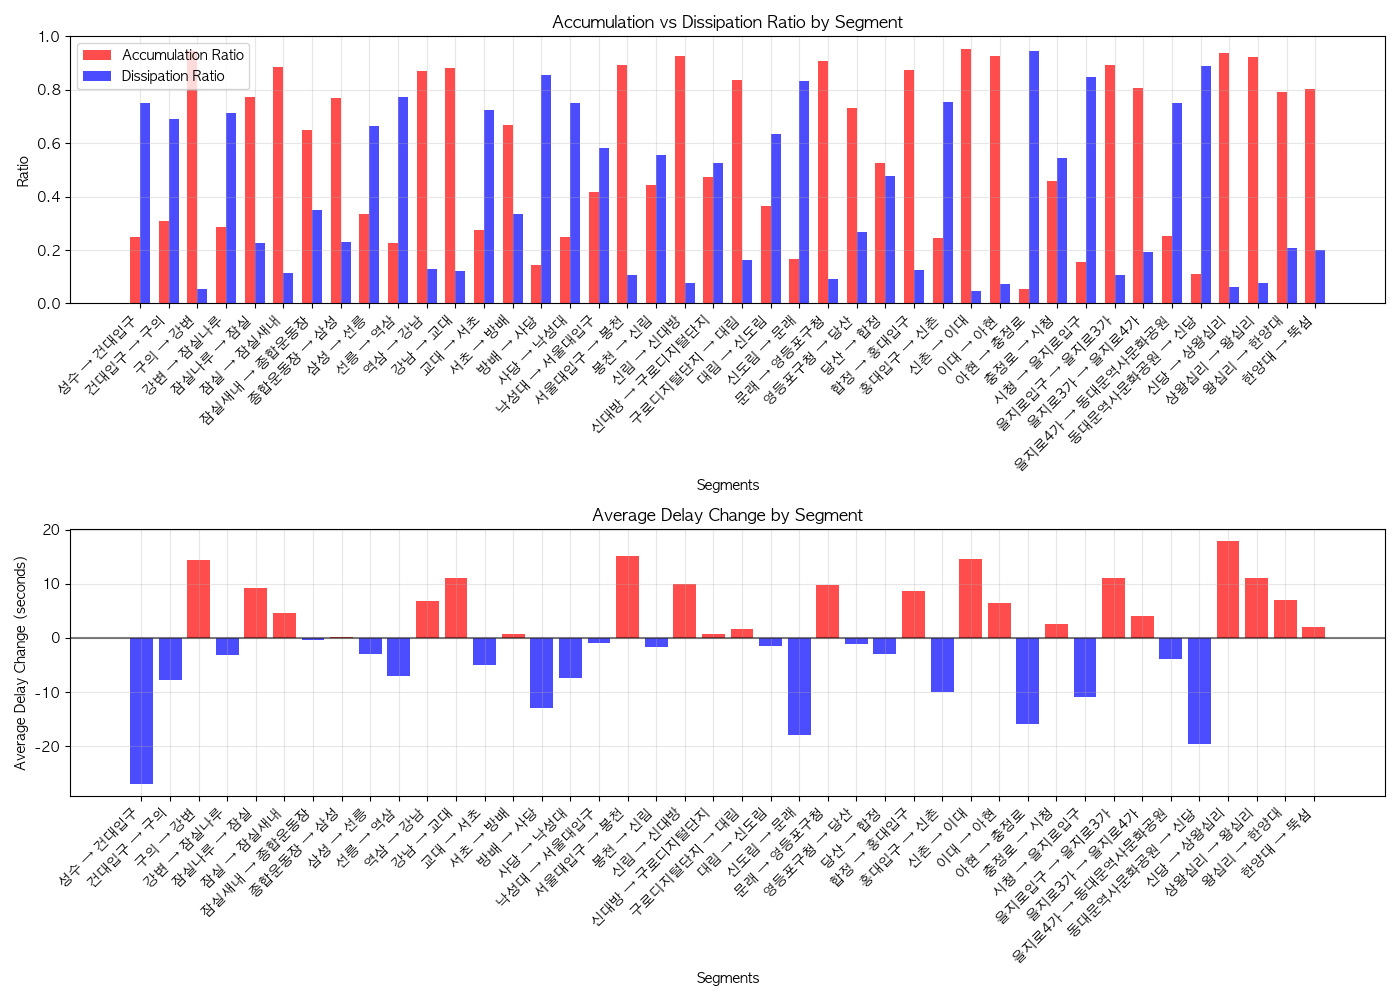 Accumulation vs Dissipation Ratio by Segment
Accumulation Ratio
Dissipation Ratio
Ratio
1.0
0.8
0.6
0.4
0.2
0.0
성수 → 건대입구
건대입구 → 구의
구의 → 강변
강변 → 잠실나루
잠실나루 → 잠실
잠실 → 잠실새내
잠실새내 → 종합운동장
종합운동장 → 삼성
삼성 → 선릉
선릉 → 역삼
역삼 → 강남
강남 → 교대
교대 → 서초
서초 → 방배
방배 → 사당
사당 → 낙성대
낙성대 → 서울대입구
서울대입구 → 봉천
봉천 → 신림
신림 → 신대방
신대방 → 구로디지털단지
구로디지털단지 → 대림
대림 → 신도림
신도림 → 문래
문래 → 영등포구청
영등포구청 → 당산
당산 → 합정
합정 → 홍대입구
홍대입구 → 신촌
신촌 → 이대
이대 → 아현
아현 → 충정로
충정로 → 시청
시청 → 을지로입구
을지로입구 → 을지로3가
을지로3가 → 을지로4가
을지로4가 → 동대문역사문화공원
동대문역사문화공원 → 신당
신당 → 상왕십리
상왕십리 → 왕십리
왕십리 → 한양대
한양대 → 뚝섬
Segments
Average Delay Change by Segment
Average Delay Change (seconds)
20
10
0
-10
-20
성수 → 건대입구
건대입구 → 구의
구의 → 강변
강변 → 잠실나루
잠실나루 → 잠실
잠실 → 잠실새내
잠실새내 → 종합운동장
종합운동장 → 삼성
삼성 → 선릉
선릉 → 역삼
역삼 → 강남
강남 → 교대
교대 → 서초
서초 → 방배
방배 → 사당
사당 → 낙성대
낙성대 → 서울대입구
서울대입구 → 봉천
봉천 → 신림
신림 → 신대방
신대방 → 구로디지털단지
구로디지털단지 → 대림
대림 → 신도림
신도림 → 문래
문래 → 영등포구청
영등포구청 → 당산
당산 → 합정
합정 → 홍대입구
홍대입구 → 신촌
신촌 → 이대
이대 → 아현
아현 → 충정로
충정로 → 시청
시청 → 을지로입구
을지로입구 → 을지로3가
을지로3가 → 을지로4가
을지로4가 → 동대문역사문화공원
동대문역사문화공원 → 신당
신당 → 상왕십리
상왕십리 → 왕십리
왕십리 → 한양대
한양대 → 뚝섬
Segments